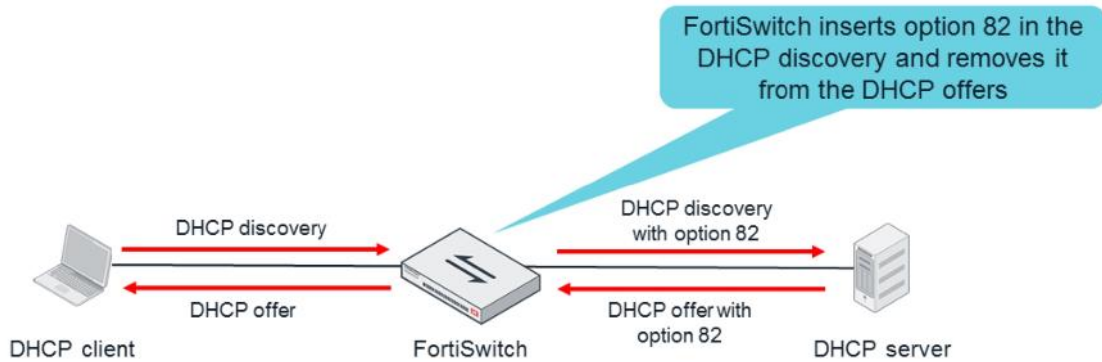 FortiSwitch inserts option 82 in the
DHCP discovery and removes it
from the DHCP offers
DHCP discovery
DHCP discovery
with option 82
DHCP offer
DHCP offer with
option 82
DHCP client
FortiSwitch
DHCP server